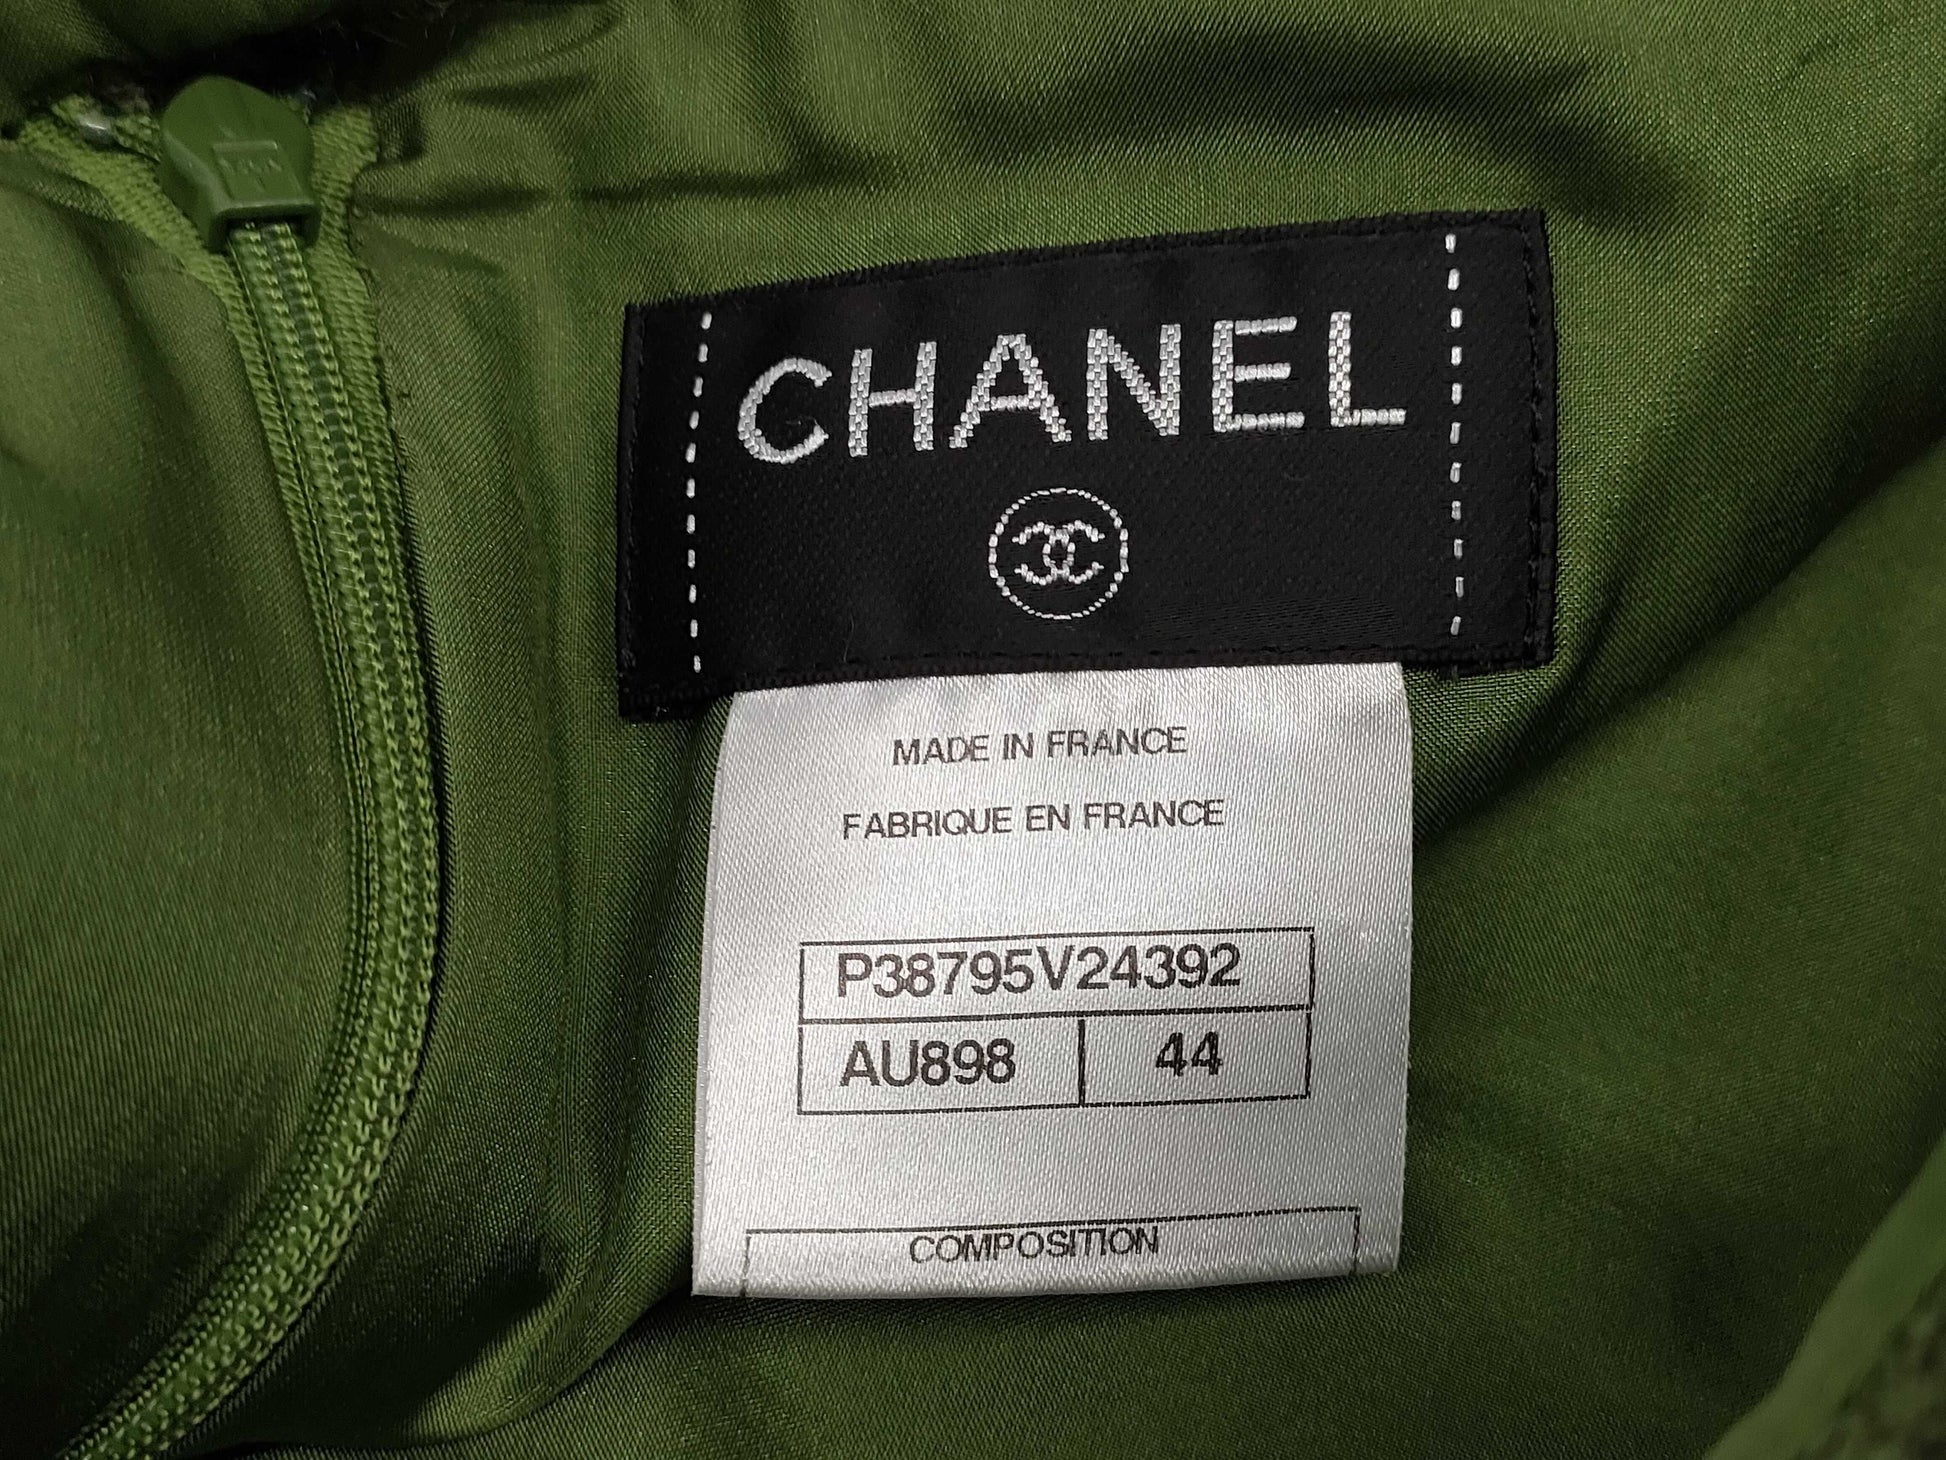 CHANEL
MADE IN FRANCE
FABRIQUE EN FRANCE
P38795V24392
AU898 44
COMPOSITION